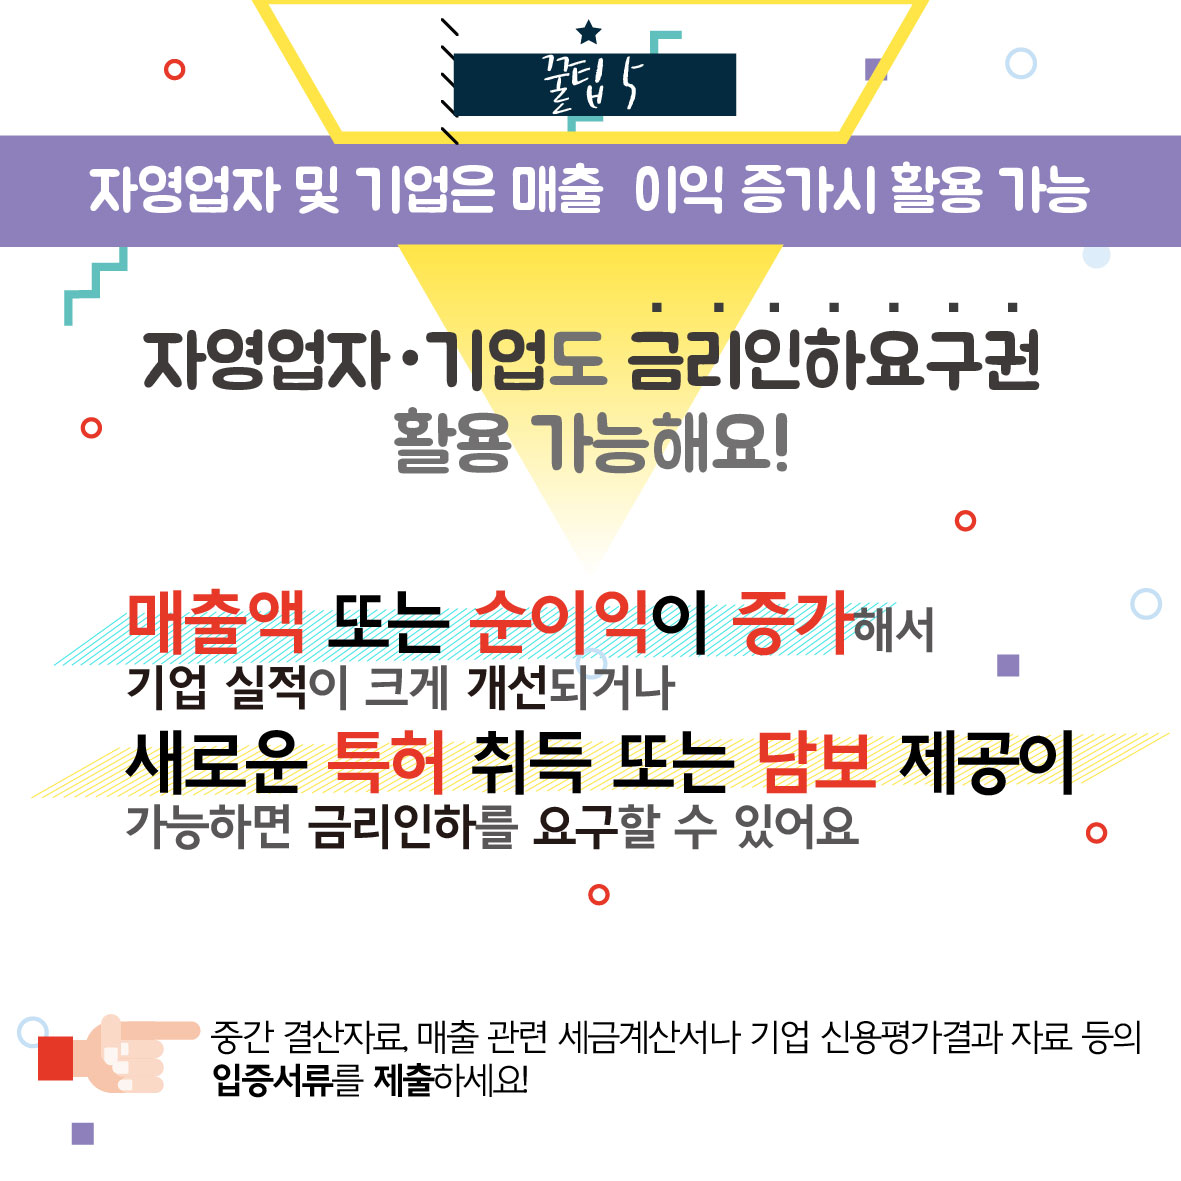 꿀팁 5
자영업자 및 기업은 매출 이익 증가시 활용 가능
자영업자·기업도 금리인하요구권
활용 가능해요!
매출액 또는 순이익이 증가해서
기업 실적이 크게 개선되거나
새로운 특허 취득 또는 담보 제공이
가능하면 금리인하를 요구할 수 있어요
중간 결산자료, 매출 관련 세금계산서나 기업 신용평가결과 자료 등의
입증서류를 제출하세요!